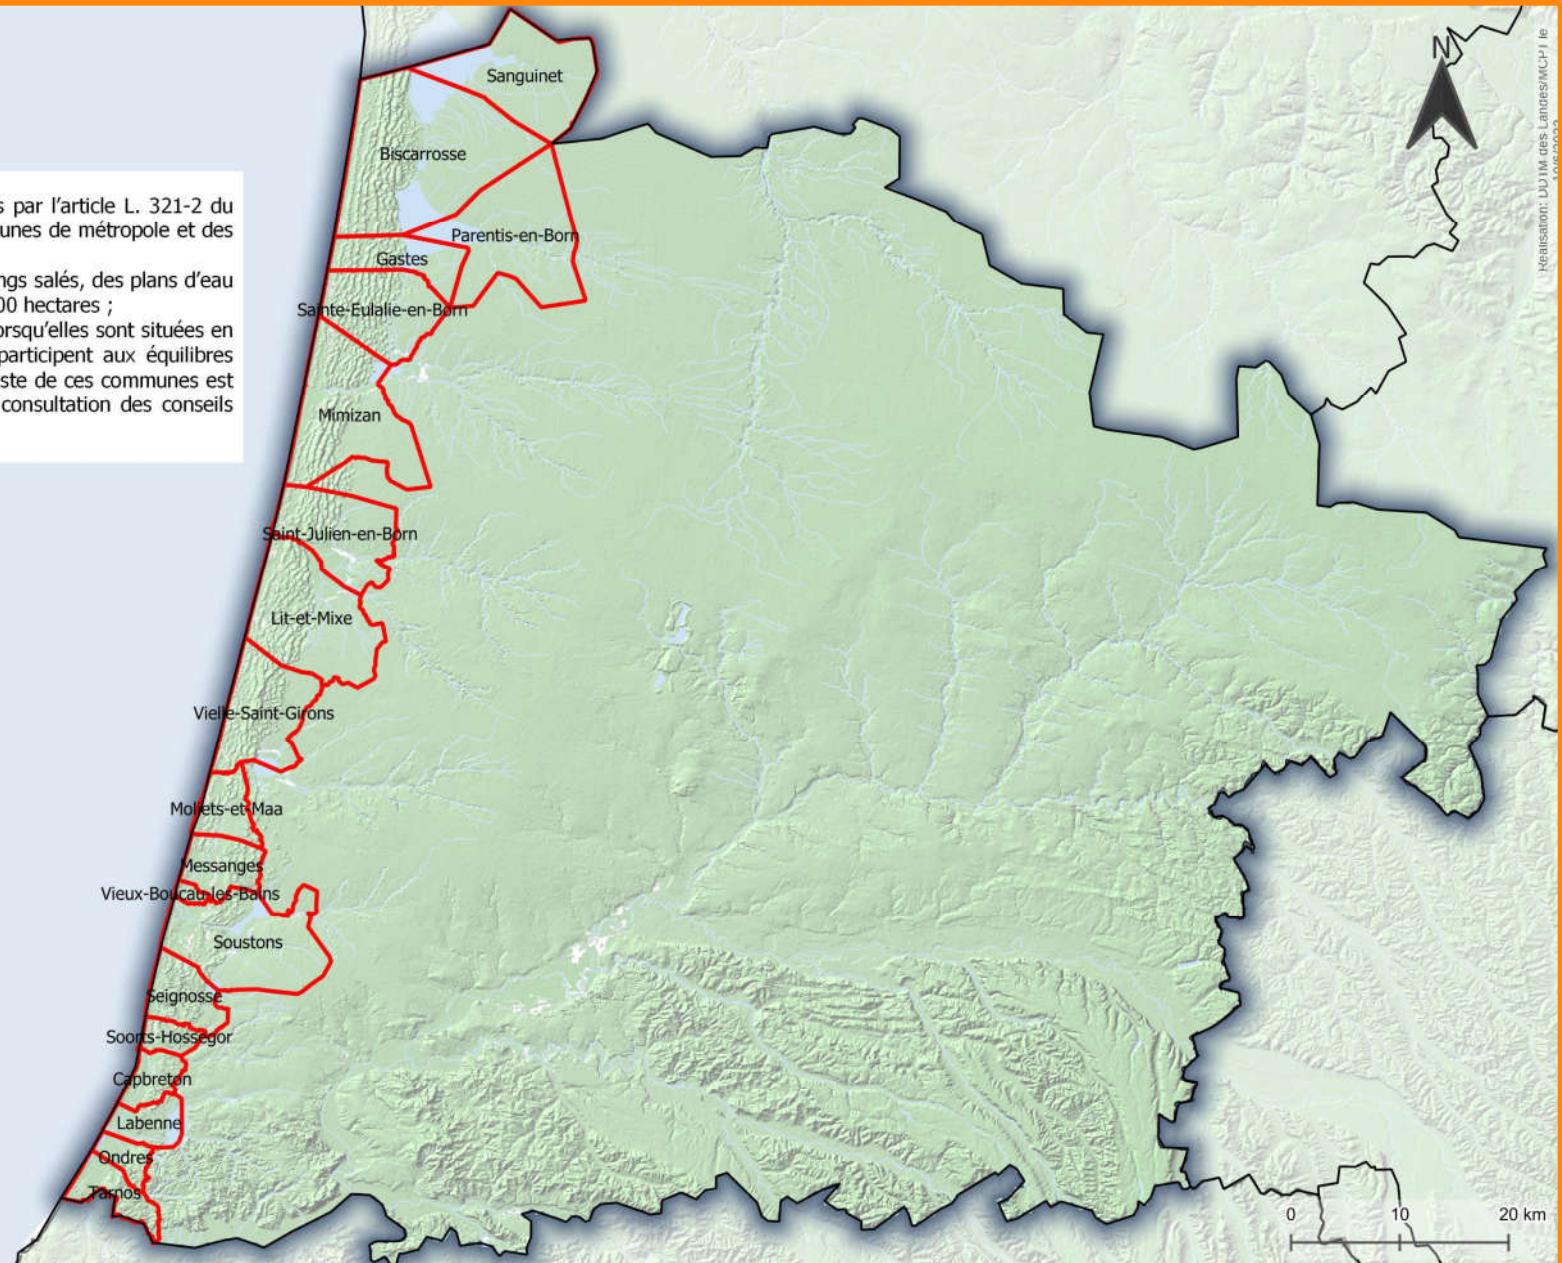 s par l'article L. 321-2 du
unes de métropole et des
ngs salés, des plans d'eau
00 hectares ;
orsqu'elles sont situées en
participent aux équilibres
ste de ces communes est
consultation des conseils
N
Réalisation: DDTM des Landes/MCPT le
Sanguinet
Biscarrosse
Parentis-en-Born
Gastes
Sainte-Eulalie-en-Born
Mimizan
Saint-Julien-en-Born
Lit-et-Mixe
Vielle-Saint-Girons
Moliets-et-Maa
Messanges
Vieux-Boucau-les-Bains
Soustons
Seignosse
Soorts-Hossegor
Capbreton
Labenne
Ondres
Tarnos
0 10 20 km